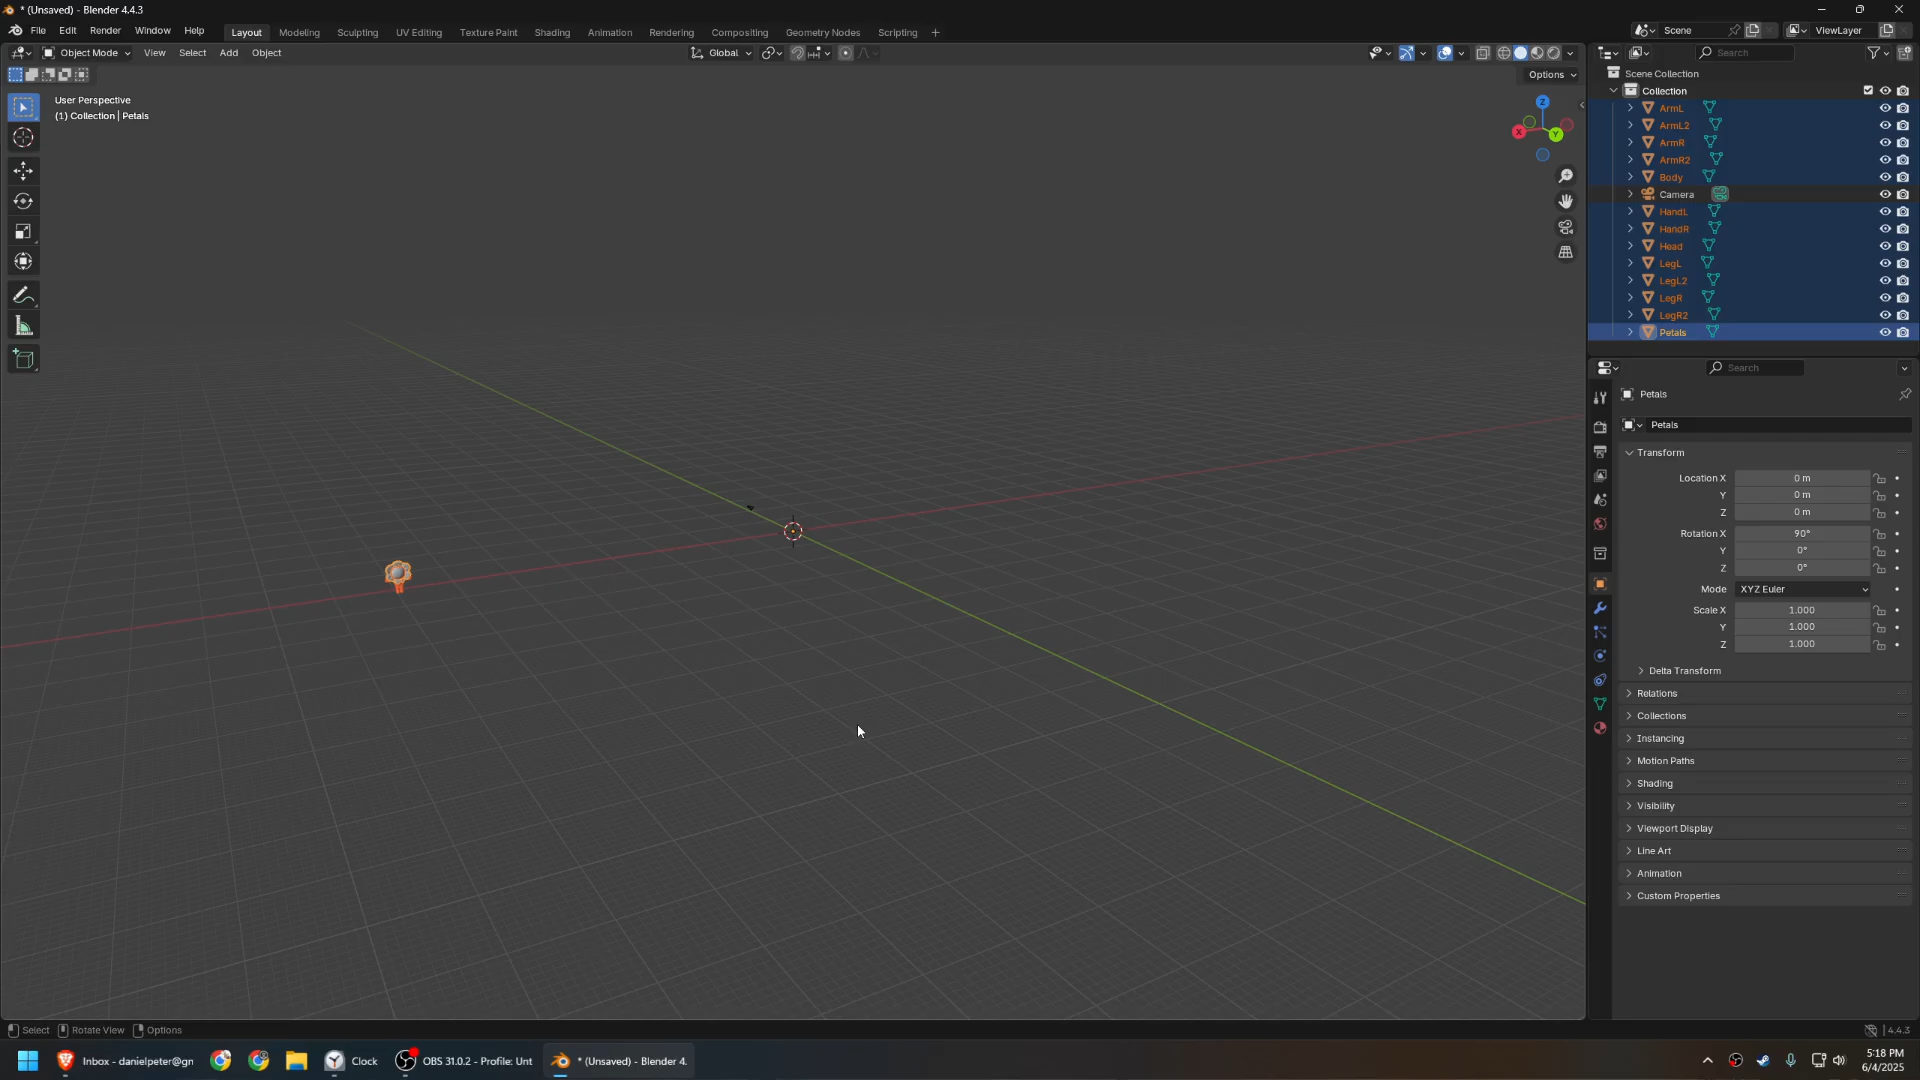 * (Unsaved) - Blender 4.4.3
File Edit Render Window Help
Layout Modeling Sculpting UV Editing Texture Paint Shading Animation Rendering Compositing Geometry Nodes Scripting +
Scene
ViewLayer
Object Mode View Select Add Object
Global
Search
Options
User Perspective
(1) Collection | Petals
Z
X
Y
Scene Collection
Collection
ArmL
ArmL2
ArmR
ArmR2
Body
Camera
HandL
HandR
Head
LegL
LegL2
LegR
LegR2
Petals
Search
Petals
Petals
Transform
Location X 0 m
Y 0 m
Z 0 m
Rotation X 90°
Y 0°
Z 0°
Mode XYZ Euler
Scale X 1.000
Y 1.000
Z 1.000
Delta Transform
Relations
Collections
Instancing
Motion Paths
Shading
Visibility
Viewport Display
Line Art
Animation
Custom Properties
Select Rotate View Options
4.4.3
Inbox - danielpeter@gn
Clock
OBS 31.0.2 - Profile: Unt
* (Unsaved) - Blender 4.
5:18 PM
6/4/2025